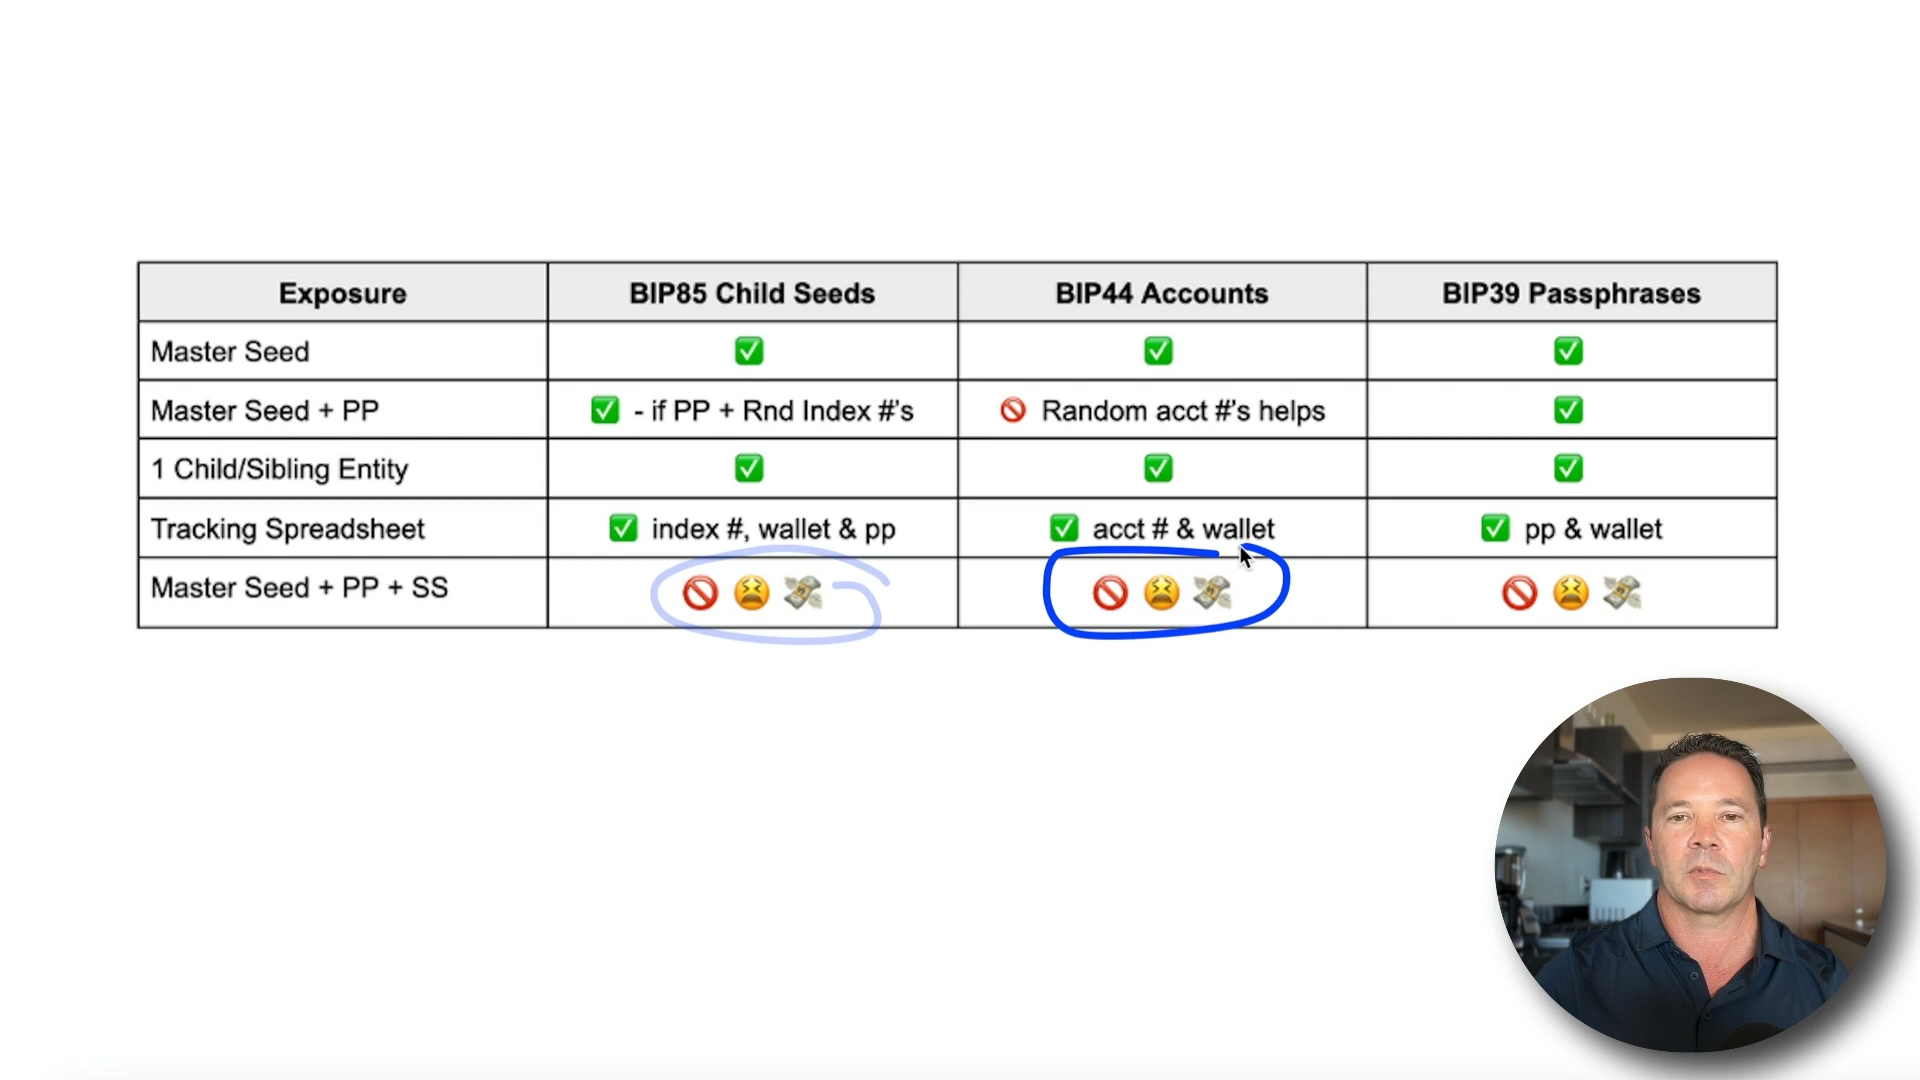 Exposure
BIP85 Child Seeds
BIP44 Accounts
BIP39 Passphrases
Master Seed
✅
✅
✅
Master Seed + PP
✅ - if PP + Rnd Index #’s
🚫 Random acct #’s helps
✅
1 Child/Sibling Entity
✅
✅
✅
Tracking Spreadsheet
✅ index #, wallet & pp
✅ acct # & wallet
✅ pp & wallet
Master Seed + PP + SS
🚫 😫 💸
🚫 😫 💸
🚫 😫 💸